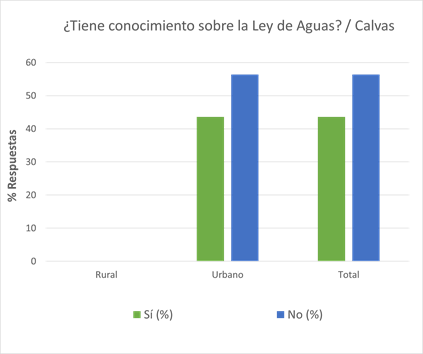 ¿Tiene conocimiento sobre la Ley de Aguas? / Calvas
% Respuestas
60
50
40
30
20
10
0
Rural Urbano Total
Sí (%) No (%)